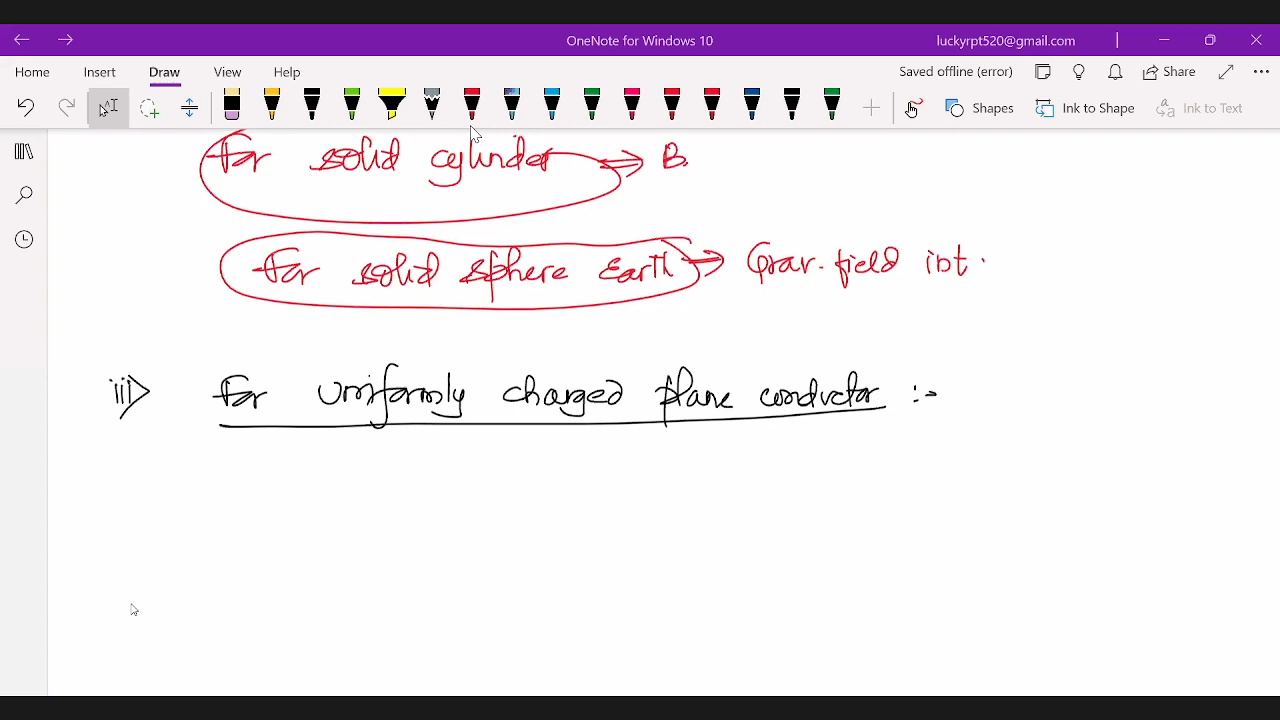 OneNote for Windows 10
luckyrpt520@gmail.com
Home Insert Draw View Help
Saved offline (error)
Share
Shapes
Ink to Shape
Ink to Text
For solid cylinder ⇒ B.
For solid sphere Earth ⇒ Grav. field int.
iii) For Uniformly charged plane conductor :-